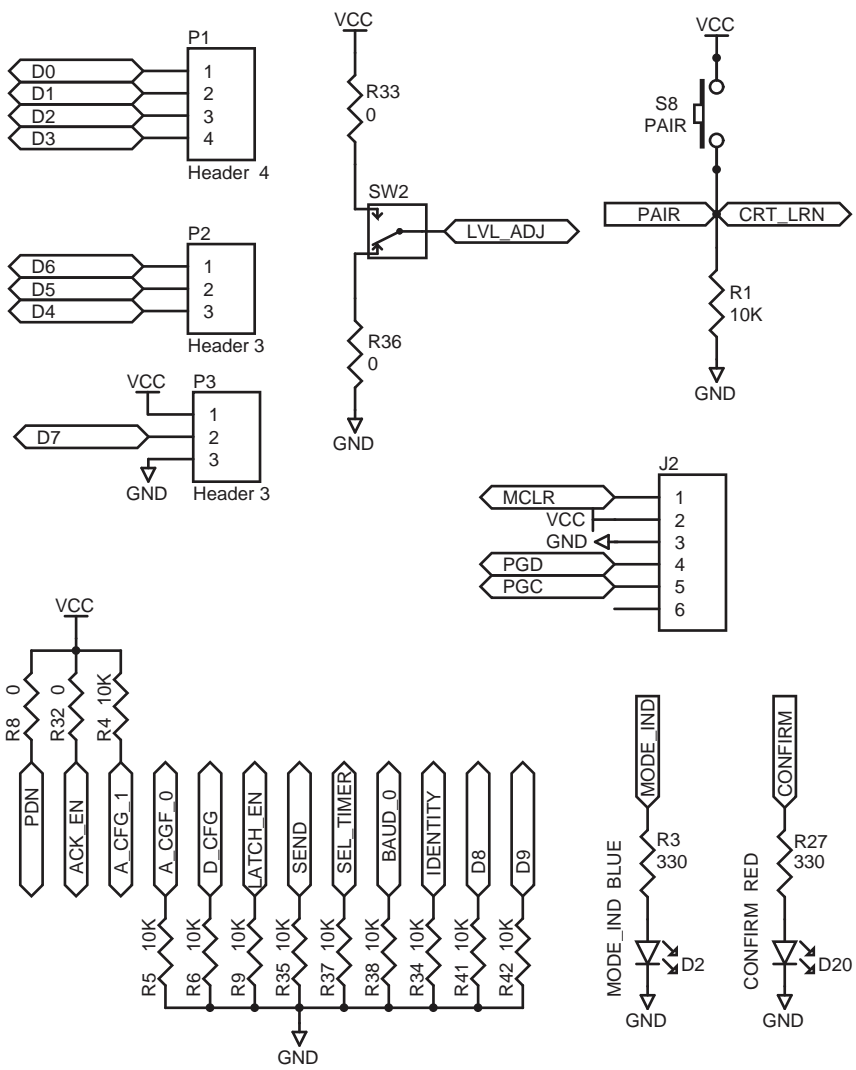 P1
D0
D1
D2
D3
1
2
3
4
Header 4
P2
D6
D5
D4
1
2
3
Header 3
VCC
P3
D7
1
2
3
GND
Header 3
VCC
R33
0
SW2
LVL_ADJ
R36
0
GND
VCC
S8
PAIR
PAIR
CRT_LRN
R1
10K
GND
J2
MCLR
VCC
GND
PGD
PGC
1
2
3
4
5
6
VCC
R8 0
R32 0
R4 10K
PDN
ACK_EN
A_CFG_1
A_CGF_0
D_CFG
LATCH_EN
SEND
SEL_TIMER
BAUD_0
IDENTITY
D8
D9
R5 10K
R6 10K
R9 10K
R35 10K
R37 10K
R38 10K
R34 10K
R41 10K
R42 10K
GND
MODE_IND
R3
330
MODE_IND BLUE
D2
GND
CONFIRM
R27
330
CONFIRM RED
D20
GND